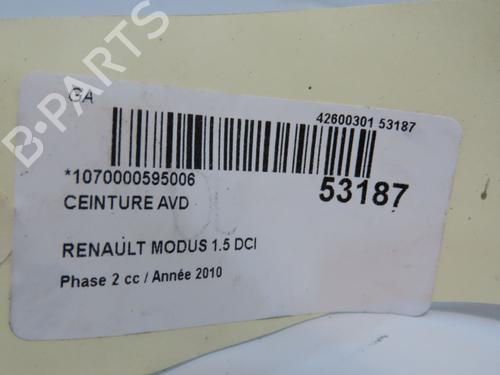 GA
42600301 53187
*1070000595006
53187
CEINTURE AVD
RENAULT MODUS 1.5 DCI
Phase 2 cc / Année 2010
B-PARTS